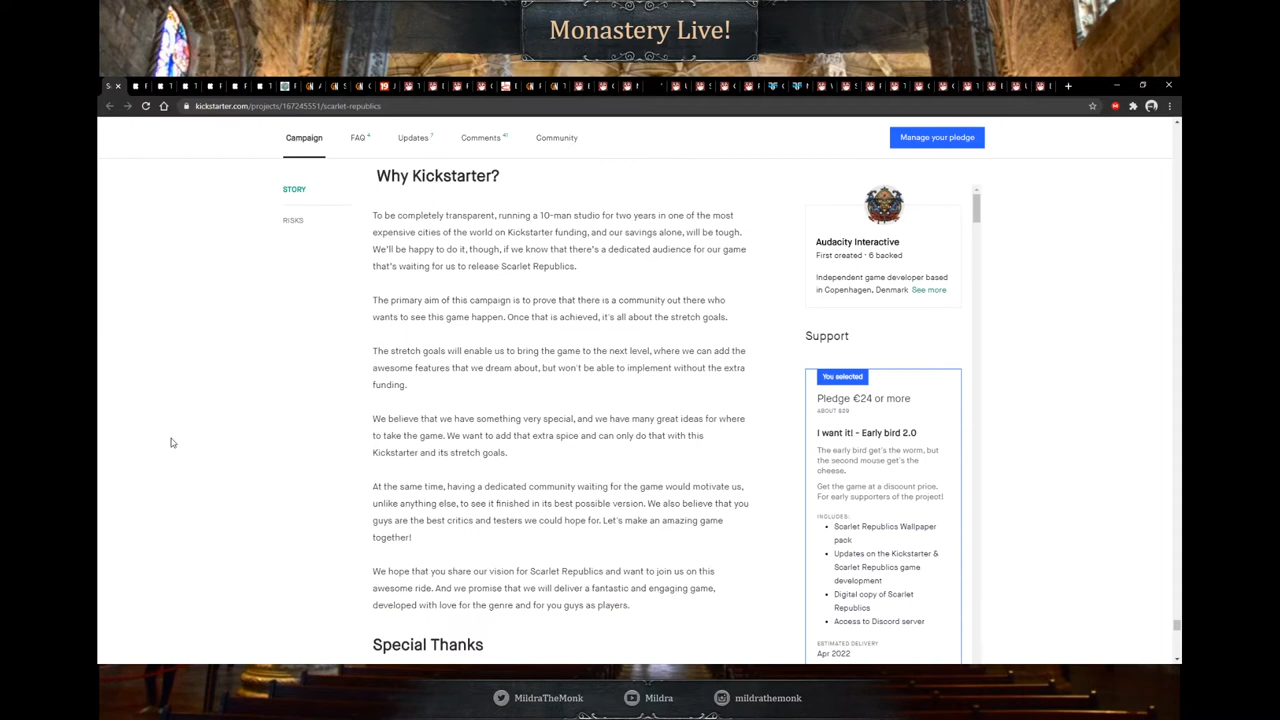 Monastery Live!
kickstarter.com/projects/167245551/scarlet-republics
Campaign
FAQ 4
Updates 7
Comments 40
Community
Manage your pledge
STORY
RISKS
Why Kickstarter?
To be completely transparent, running a 10-man studio for two years in one of the most
expensive cities of the world on Kickstarter funding, and our savings alone, will be tough.
We'll be happy to do it, though, if we know that there's a dedicated audience for our game
that's waiting for us to release Scarlet Republics.
The primary aim of this campaign is to prove that there is a community out there who
wants to see this game happen. Once that is achieved, it's all about the stretch goals.
The stretch goals will enable us to bring the game to the next level, where we can add the
awesome features that we dream about, but won't be able to implement without the extra
funding.
We believe that we have something very special, and we have many great ideas for where
to take the game. We want to add that extra spice and can only do that with this
Kickstarter and its stretch goals.
At the same time, having a dedicated community waiting for the game would motivate us,
unlike anything else, to see it finished in its best possible version. We also believe that you
guys are the best critics and testers we could hope for. Let's make an amazing game
together!
We hope that you share our vision for Scarlet Republics and want to join us on this
awesome ride. And we promise that we will deliver a fantastic and engaging game,
developed with love for the genre and for you guys as players.
Special Thanks
Audacity Interactive
First created · 6 backed
Independent game developer based
in Copenhagen, Denmark See more
Support
You selected
Pledge €24 or more
ABOUT $29
I want it! - Early bird 2.0
The early bird get's the worm, but
the second mouse get's the
cheese.
Get the game at a discount price.
For early supporters of the project!
INCLUDES:
• Scarlet Republics Wallpaper
pack
• Updates on the Kickstarter &
Scarlet Republics game
development
• Digital copy of Scarlet
Republics
• Access to Discord server
ESTIMATED DELIVERY
Apr 2022
MildraTheMonk
Mildra
mildrathemonk